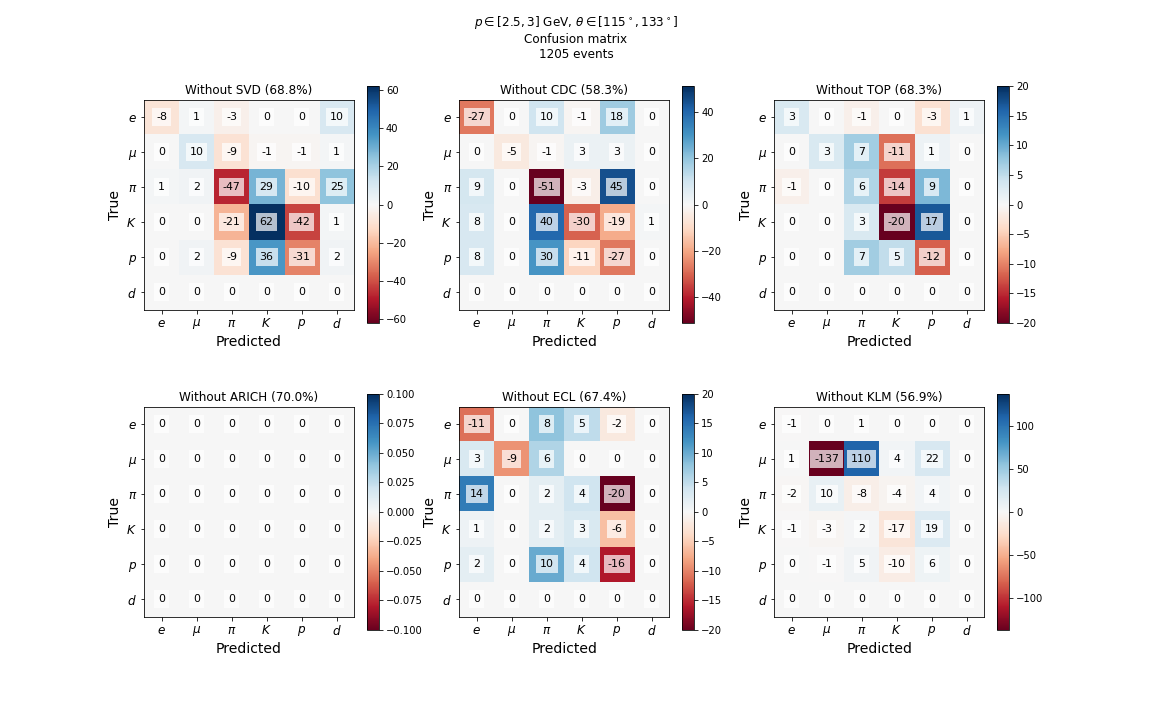 p ∈ [2.5, 3] GeV, θ ∈ [115°, 133°]
Confusion matrix
1205 events
Without SVD (68.8%)
True
e -8 1 -3 0 0 10
μ 0 10 -9 -1 -1 1
π 1 2 -47 29 -10 25
K 0 0 -21 62 -42 1
p 0 2 -9 36 -31 2
d 0 0 0 0 0 0
e μ π K p d
Predicted
60
40
20
0
−20
−40
−60
Without CDC (58.3%)
True
e -27 0 10 -1 18 0
μ 0 -5 -1 3 3 0
π 9 0 -51 -3 45 0
K 8 0 40 -30 -19 1
p 8 0 30 -11 -27 0
d 0 0 0 0 0 0
e μ π K p d
Predicted
40
20
0
−20
−40
Without TOP (68.3%)
True
e 3 0 -1 0 -3 1
μ 0 3 7 -11 1 0
π -1 0 6 -14 9 0
K 0 0 3 -20 17 0
p 0 0 7 5 -12 0
d 0 0 0 0 0 0
e μ π K p d
Predicted
20
15
10
5
0
−5
−10
−15
−20
Without ARICH (70.0%)
True
e 0 0 0 0 0 0
μ 0 0 0 0 0 0
π 0 0 0 0 0 0
K 0 0 0 0 0 0
p 0 0 0 0 0 0
d 0 0 0 0 0 0
e μ π K p d
Predicted
0.100
0.075
0.050
0.025
0.000
−0.025
−0.050
−0.075
−0.100
Without ECL (67.4%)
True
e -11 0 8 5 -2 0
μ 3 -9 6 0 0 0
π 14 0 2 4 -20 0
K 1 0 2 3 -6 0
p 2 0 10 4 -16 0
d 0 0 0 0 0 0
e μ π K p d
Predicted
20
15
10
5
0
−5
−10
−15
−20
Without KLM (56.9%)
True
e -1 0 1 0 0 0
μ 1 -137 110 4 22 0
π -2 10 -8 -4 4 0
K -1 -3 2 -17 19 0
p 0 -1 5 -10 6 0
d 0 0 0 0 0 0
e μ π K p d
Predicted
100
50
0
−50
−100